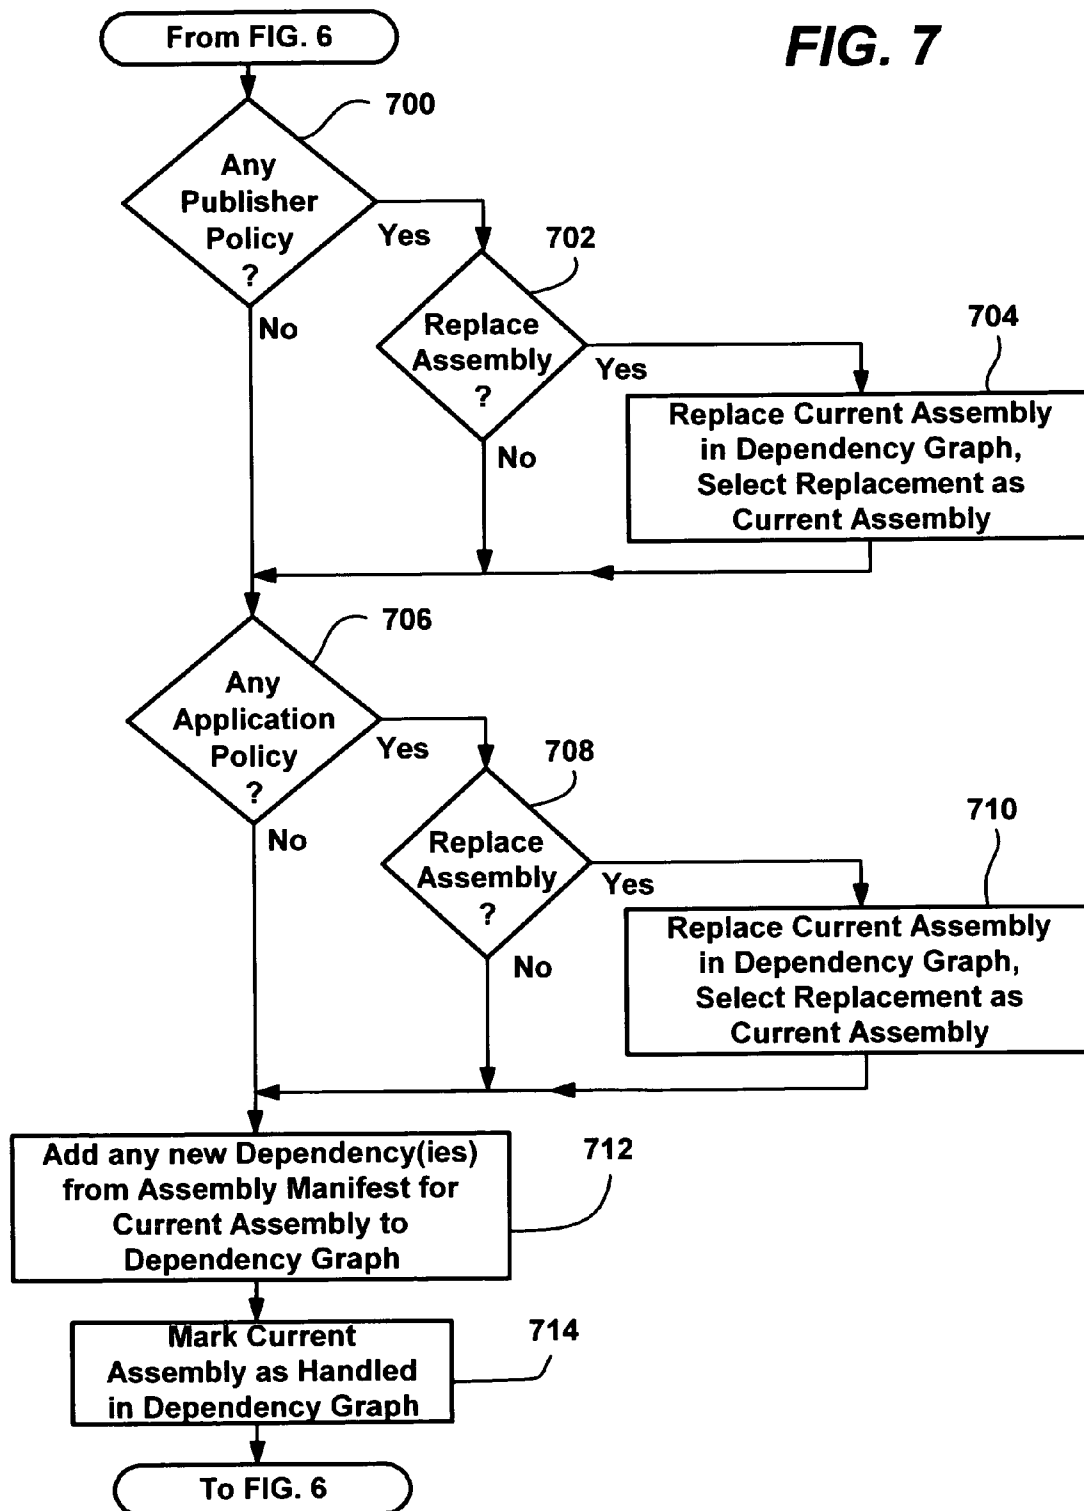 From FIG. 6
FIG. 7
700
Any
Publisher
Policy
?
Yes
No
702
Replace
Assembly
?
Yes
No
704
Replace Current Assembly
in Dependency Graph,
Select Replacement as
Current Assembly
706
Any
Application
Policy
?
Yes
No
708
Replace
Assembly
?
Yes
No
710
Replace Current Assembly
in Dependency Graph,
Select Replacement as
Current Assembly
Add any new Dependency(ies)
from Assembly Manifest for
Current Assembly to
Dependency Graph
712
Mark Current
Assembly as Handled
in Dependency Graph
714
To FIG. 6